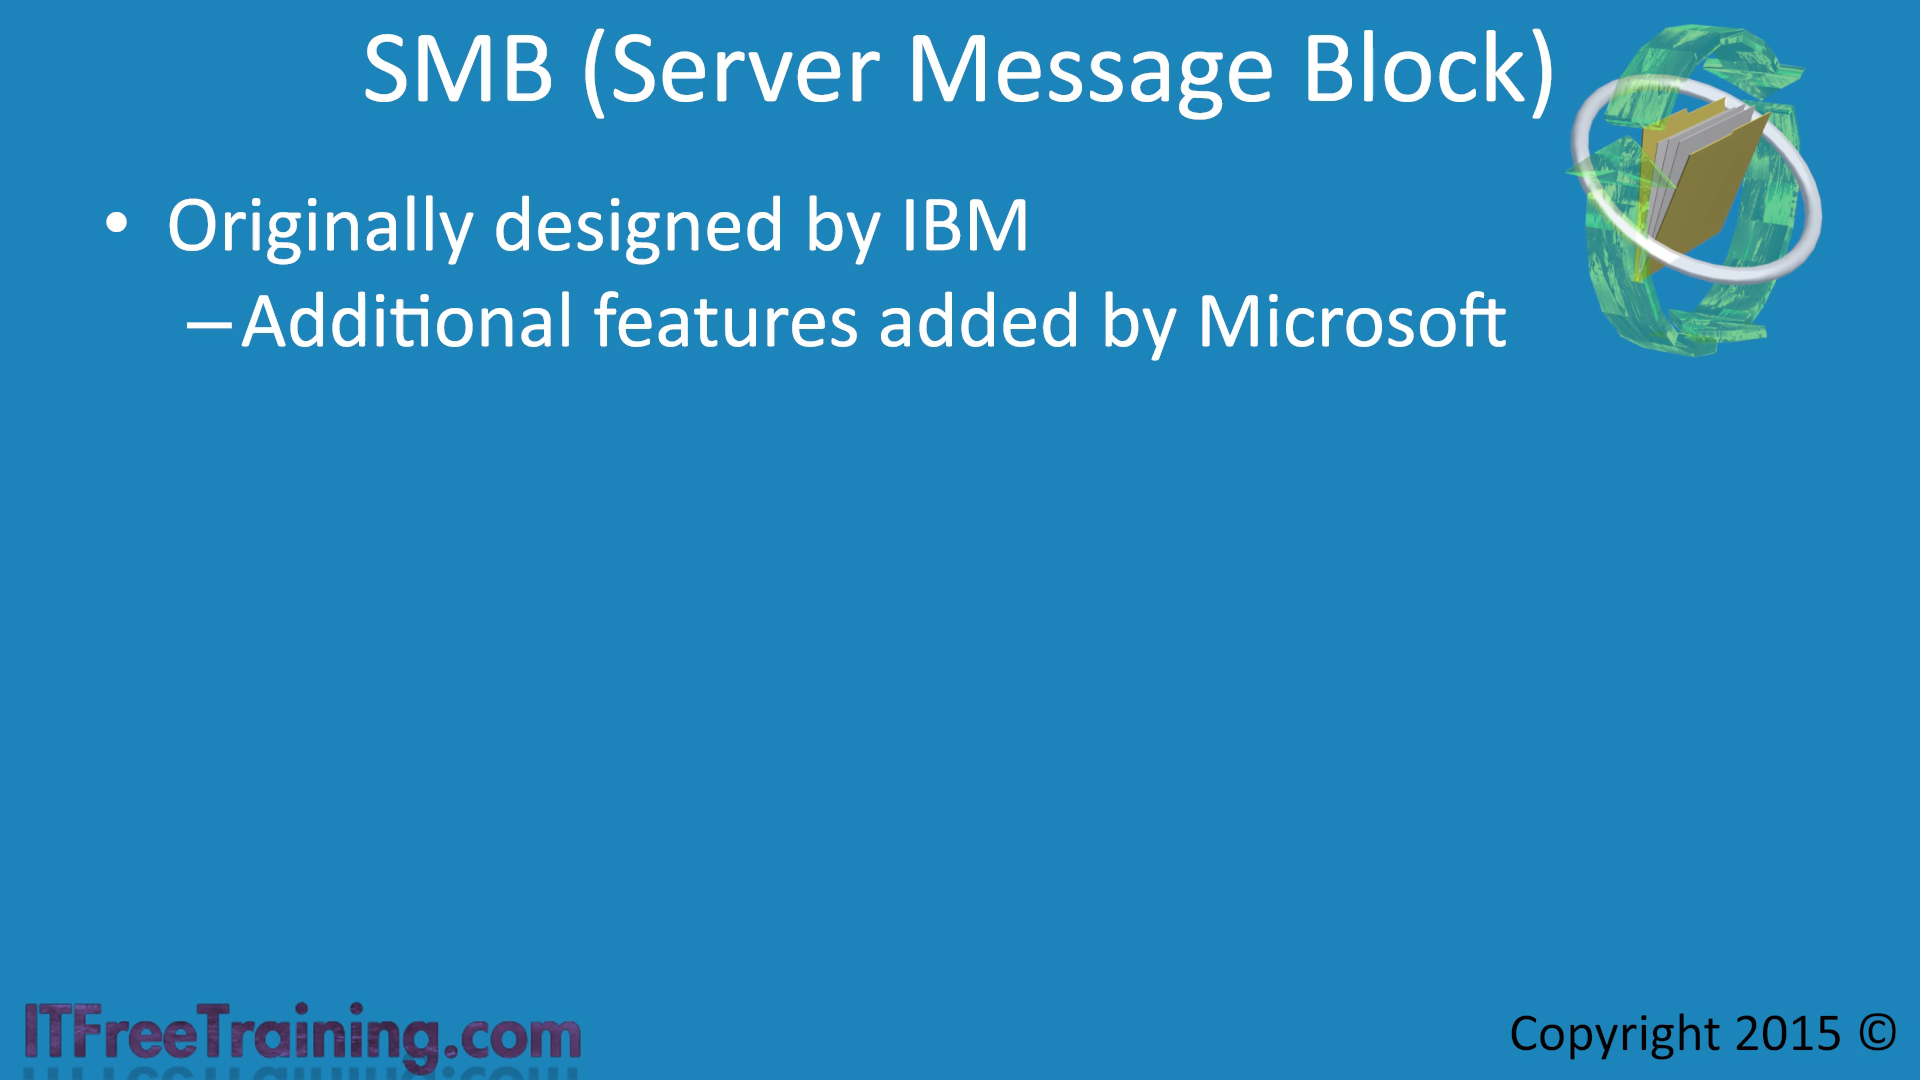 SMB (Server Message Block)
• Originally designed by IBM
–Additional features added by Microsoft
ITFreeTraining.com
Copyright 2015 ©